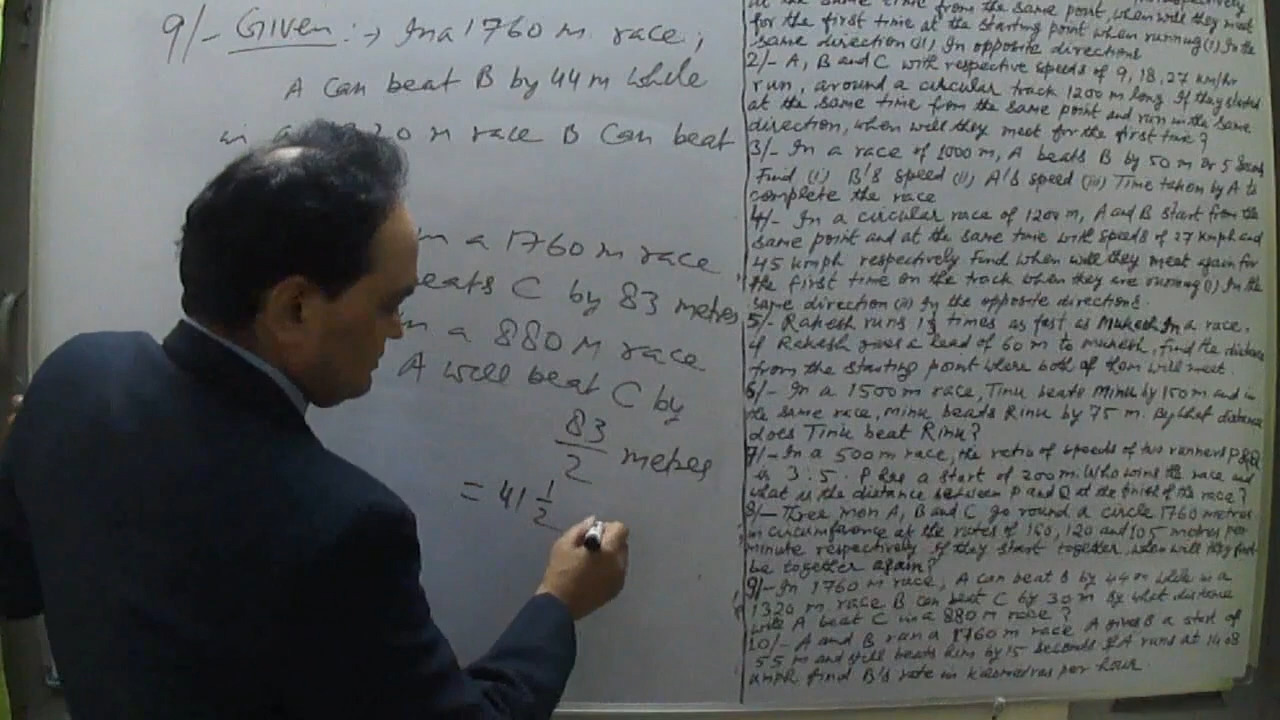 9/- Given :→ In a 1760 m race,
A can beat B by 44 m while
in a 1320 m race B can beat
In a 1760 m race
beats C by 83 metres
In a 880 M race
A will beat C by
83/2 metres
= 41 1/2
at the same time from the same point, when will they meet
for the first time at the starting point when running (i) In the
same direction (ii) In opposite directions
2/- A, B and C with respective speeds of 9, 18, 27 km/hr
run, around a circular track 1200 m long If they started
at the same time from the same point and run in the same
direction, when will they meet for the first time?
3/- In a race of 1000 m, A beats B by 50 m or 5 Seconds
Find (i) B's speed (ii) A's speed (iii) Time taken by A to
complete the race
4/- In a circular race of 1200 m, A and B start from the
same point and at the same time with speeds of 27 Kmph and
45 kmph respectively Find when will they meet again for
the first time on the track when they are running (i) In the
same direction (ii) In the opposite directions.
5/- Rakesh runs times as fast as Mukesh In a race,
if Rakesh gives a lead of 60 m to Mukesh, find the distance
from the starting point where both of them will meet.
6/- In a 1500 m race, Tinu beats Minu by 150 m and in
the same race, Minu beats Rinu by 75 m. By what distance
does Tinu beat Rinu?
7/- In a 500 m race, the ratio of speeds of two runners P & Q
is 3:5. P has a start of 200 m. Who wins the race and
what is the distance between P and Q at the finish of the race?
8/- Three men A, B and C go round a circle 1760 metres
in circumference at the rates of 160, 120 and 105 metres per
minute respectively if they start together, when will they first
be together again?
9/- In 1760 m race, A can beat B by 44 m while in a
1320 m race B can beat C by 30 m By what distance
will A beat C in a 880 m race?
10/- A and B run a 1760 m race A gives B a start of
55 m and still beats him by 15 seconds If A runs at
kmph find B's rate in kilometres per hour.